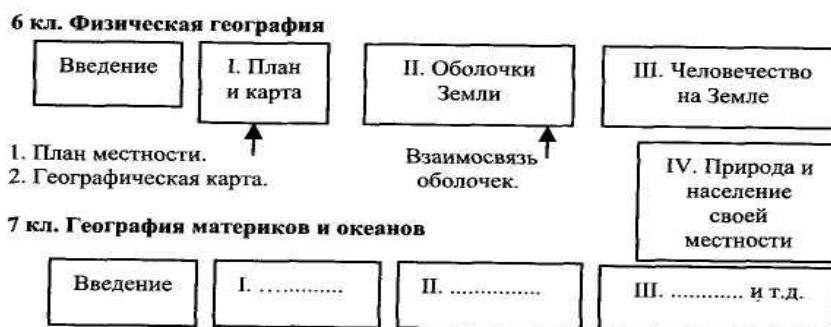 6 кл. Физическая география
Введение
I. План
и карта
II. Оболочки
Земли
III. Человечество
на Земле
1. План местности.
2. Географическая карта.
Взаимосвязь
оболочек.
IV. Природа и
население
своей
местности
7 кл. География материков и океанов
Введение
I. ..............
II. ...............
III. ............ и т.д.